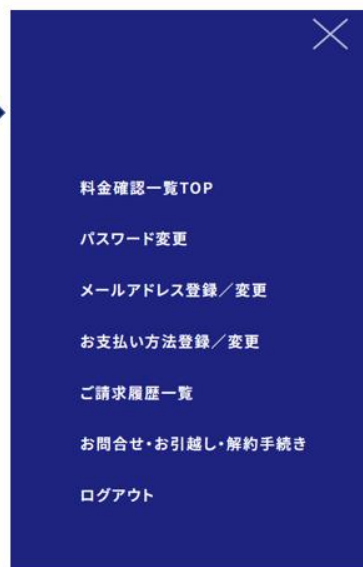 料金確認一覧TOP
パスワード変更
メールアドレス登録／変更
お支払い方法登録／変更
ご請求履歴一覧
お問合せ・お引越し・解約手続き
ログアウト